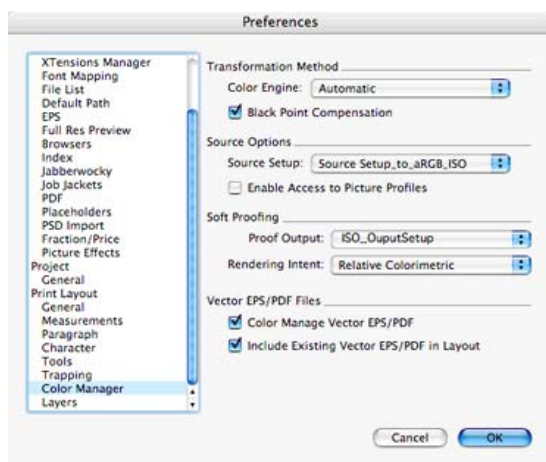 Preferences
XTensions Manager
Font Mapping
File List
Default Path
EPS
Full Res Preview
Browsers
Index
Jabberwocky
Job Jackets
PDF
Placeholders
PSD Import
Fraction/Price
Picture Effects
Project
General
Print Layout
General
Measurements
Paragraph
Character
Tools
Trapping
Color Manager
Layers
Transformation Method
Color Engine: Automatic
Black Point Compensation
Source Options
Source Setup: Source Setup_to_aRGB_ISO
Enable Access to Picture Profiles
Soft Proofing
Proof Output: ISO_OuputSetup
Rendering Intent: Relative Colorimetric
Vector EPS/PDF Files
Color Manage Vector EPS/PDF
Include Existing Vector EPS/PDF in Layout
Cancel
OK